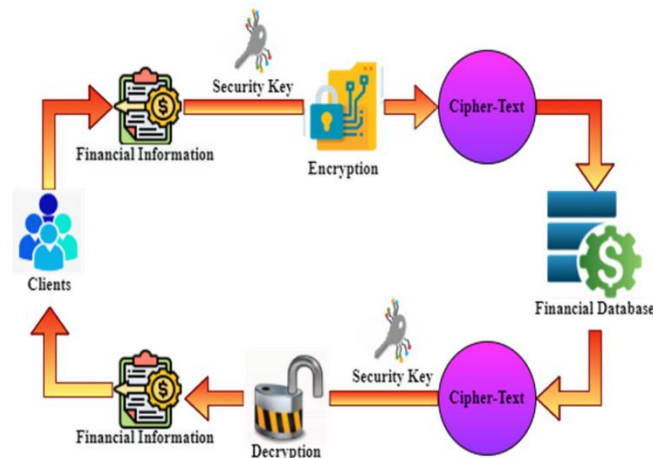 Security Key
Cipher-Text
Financial Information
Encryption
Clients
Financial Database
Security Key
Cipher-Text
Financial Information
Decryption